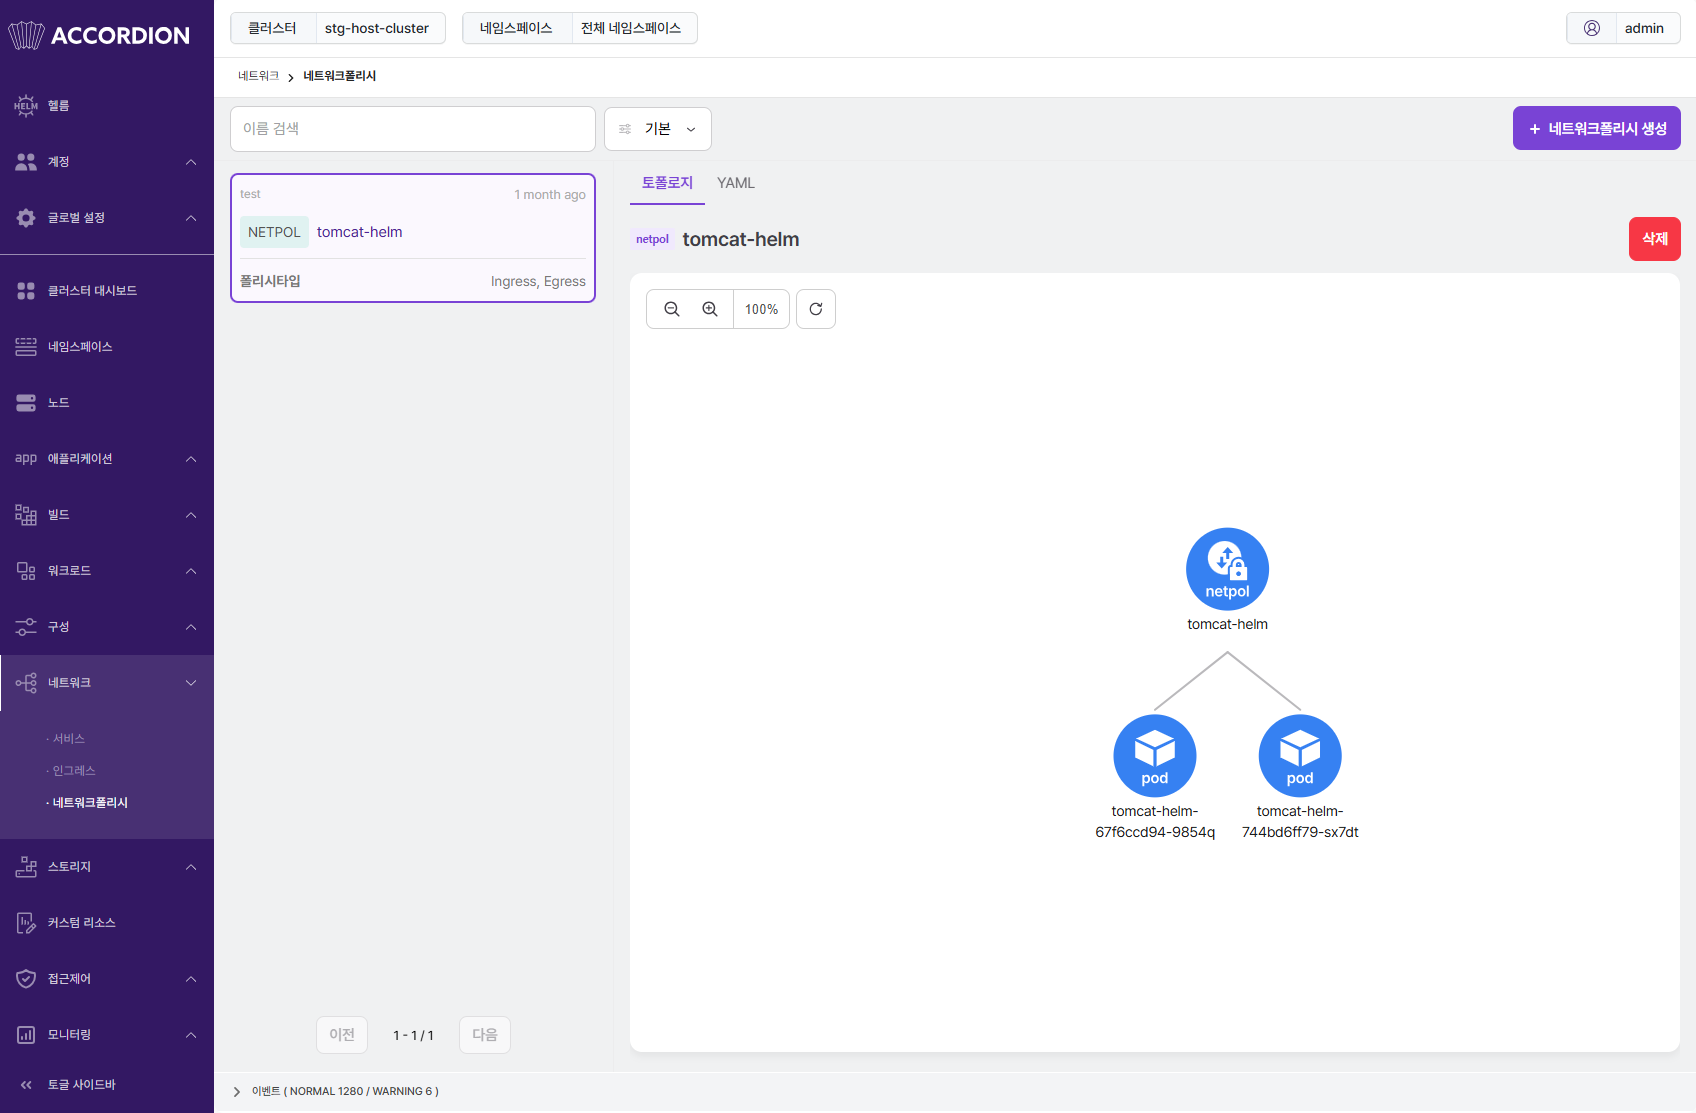 ACCORDION
클러스터 stg-host-cluster
네임스페이스 전체 네임스페이스
admin
네트워크 네트워크폴리시
HELM 헬름
계정
글로벌 설정
클러스터 대시보드
네임스페이스
노드
app 애플리케이션
빌드
워크로드
구성
네트워크
· 서비스
· 인그레스
· 네트워크폴리시
스토리지
커스텀 리소스
접근제어
모니터링
토글 사이드바
이름 검색
기본
+ 네트워크폴리시 생성
test 1 month ago
NETPOL tomcat-helm
폴리시타입 Ingress, Egress
이전 1 - 1 / 1 다음
토폴로지 YAML
netpol tomcat-helm
삭제
100%
netpol
tomcat-helm
pod
tomcat-helm-
67f6ccd94-9854q
pod
tomcat-helm-
744bd6ff79-sx7dt
이벤트 ( NORMAL 1280 / WARNING 6 )